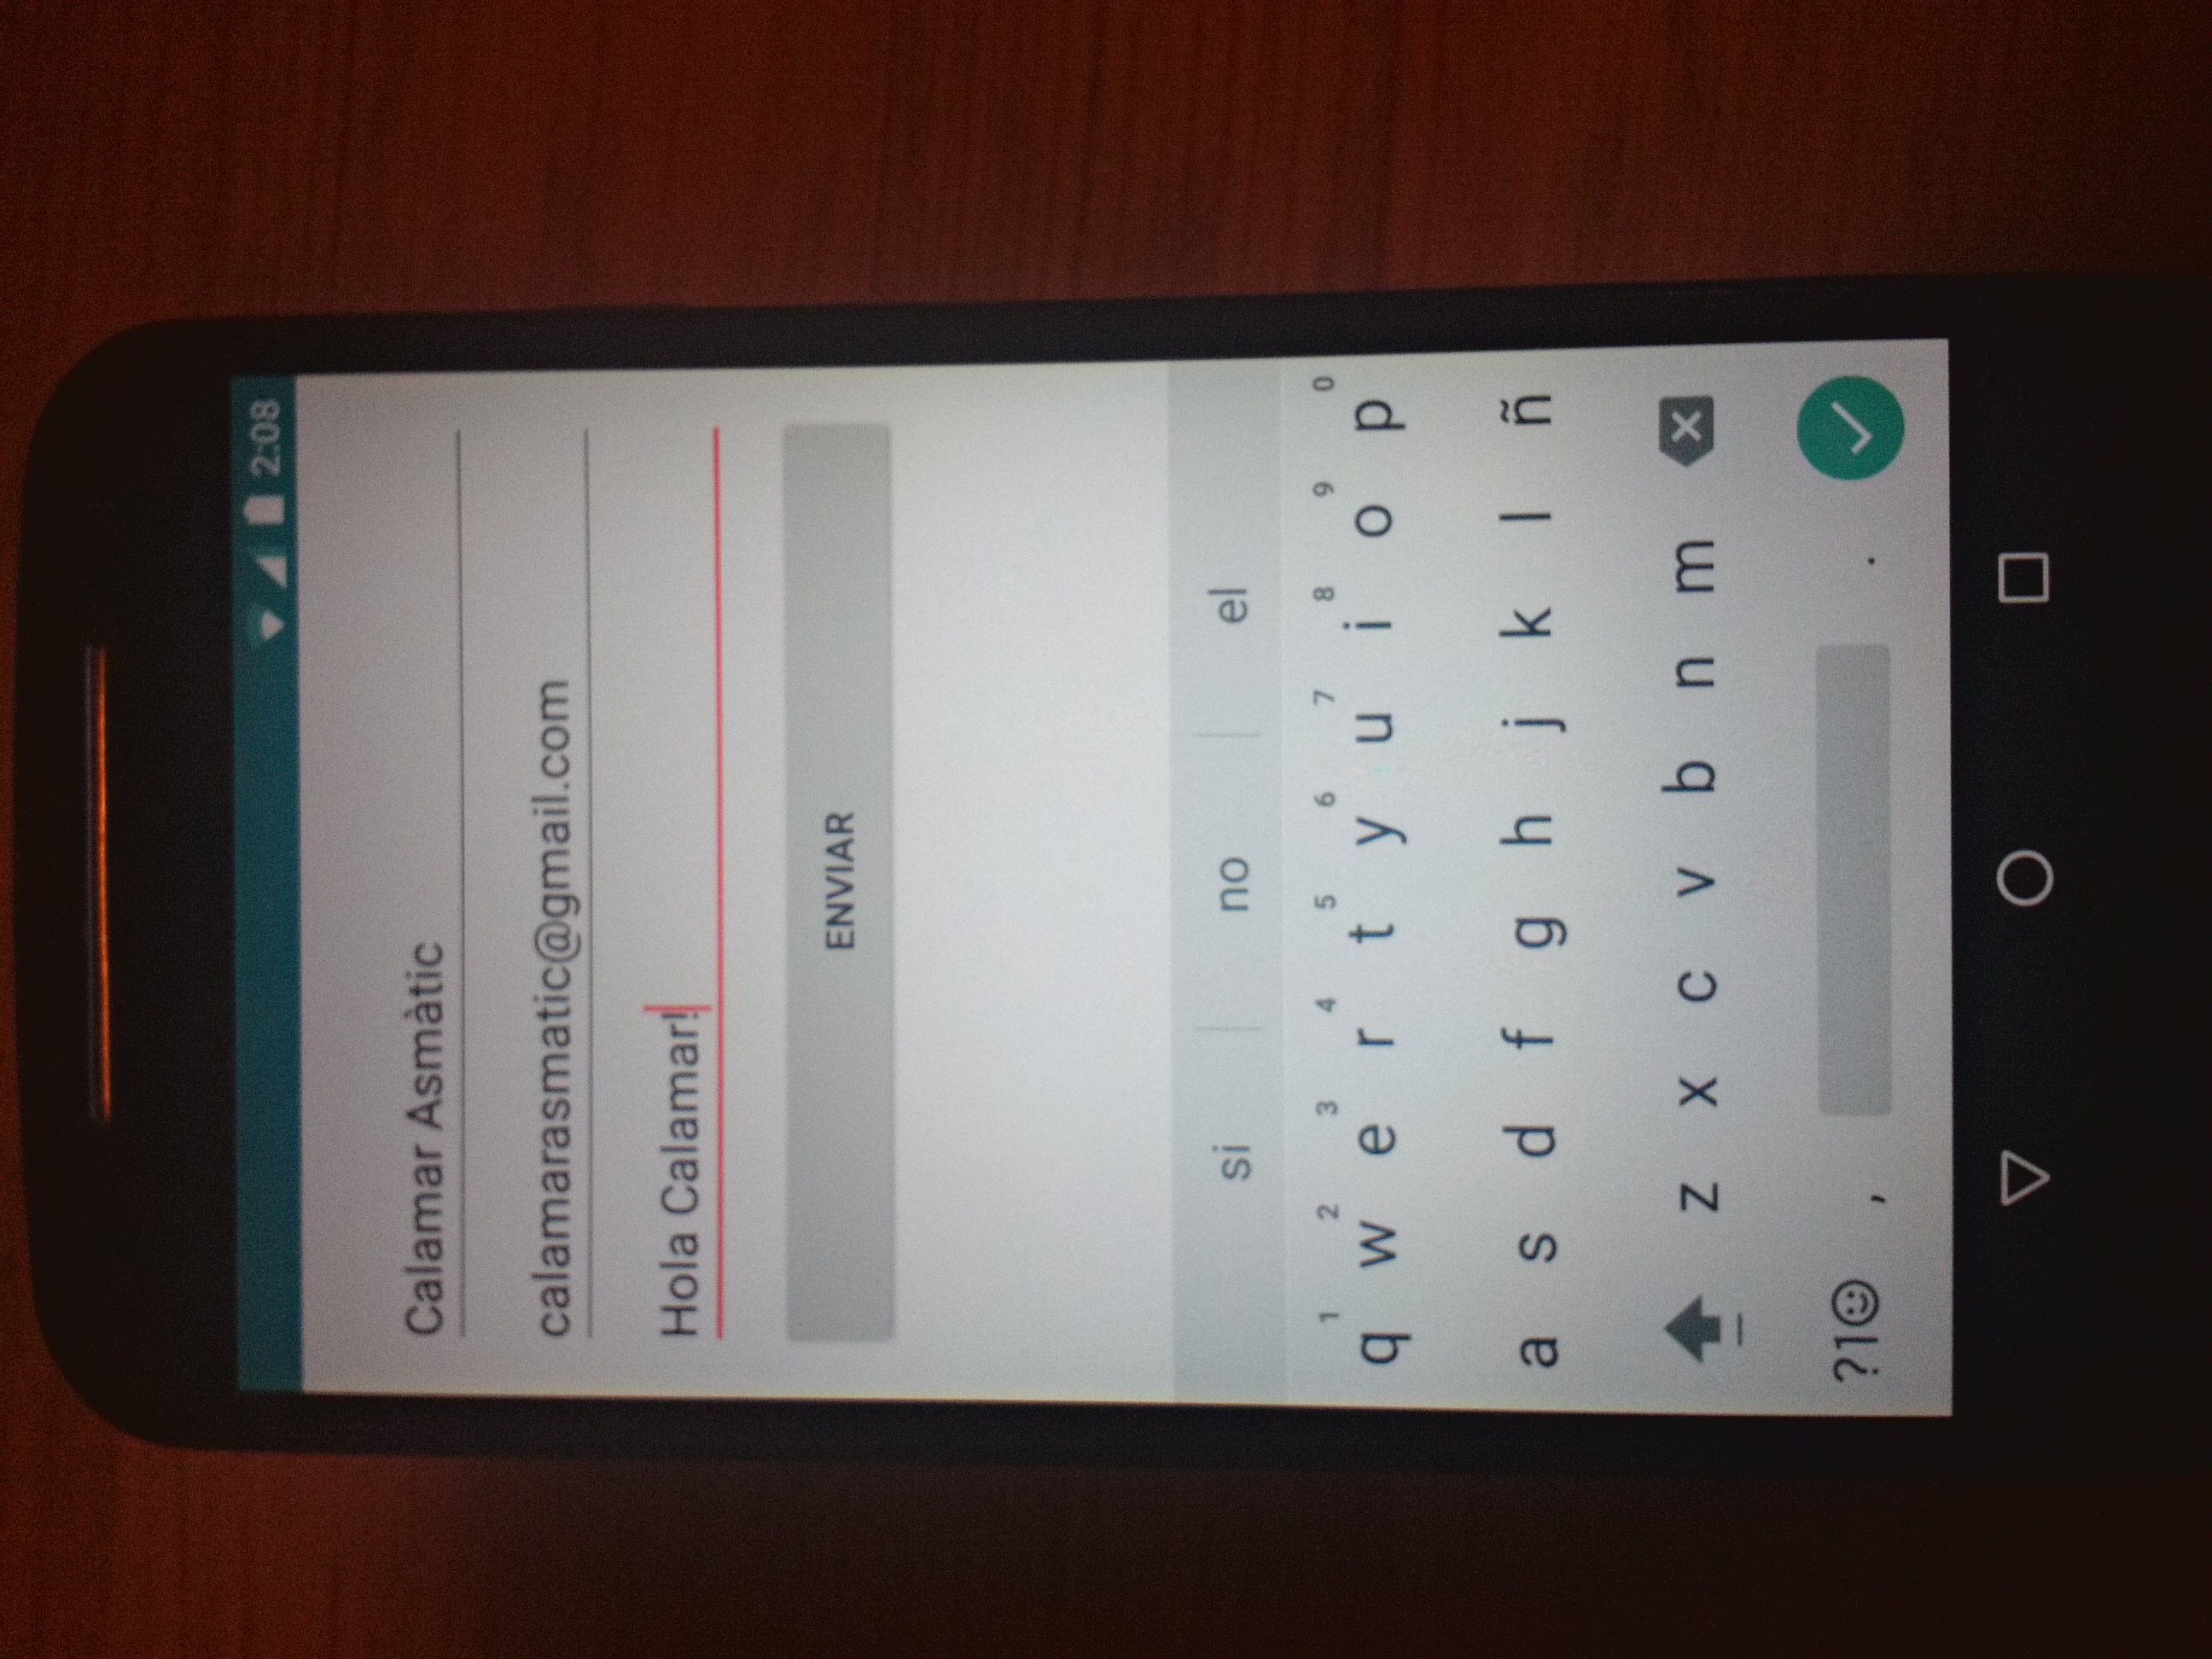 2:08
Calamar Asmàtic
calamarasmatic@gmail.com
Hola Calamar!
ENVIAR
si no el
1 2 3 4 5 6 7 8 9 0
q w e r t y u i o p
a s d f g h j k l ñ
z x c v b n m
?1☺ , .